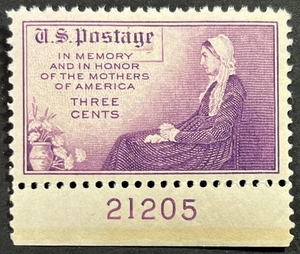 U.S. Postage
IN MEMORY
AND IN HONOR
OF THE MOTHERS
OF AMERICA
THREE
CENTS
21205